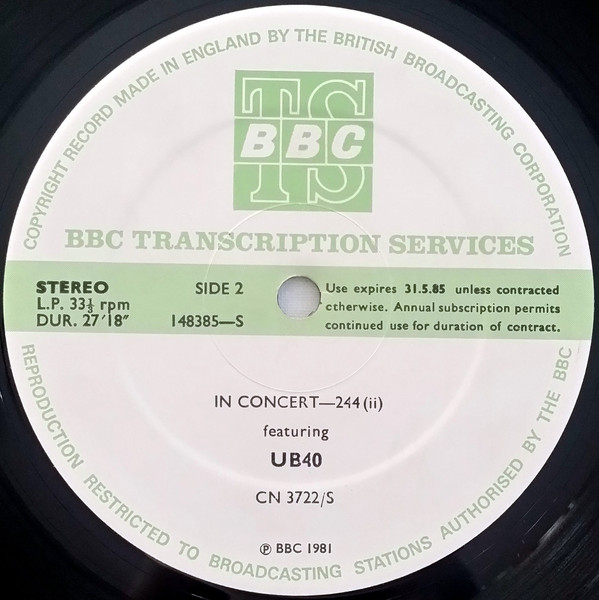 COPYRIGHT RECORD MADE IN ENGLAND BY THE BRITISH BROADCASTING CORPORATION
TS
BBC
TS
BBC TRANSCRIPTION SERVICES
STEREO
L.P. 33⅓ rpm
DUR. 27'18"
SIDE 2
148385—S
Use expires 31.5.85 unless contracted
otherwise. Annual subscription permits
continued use for duration of contract.
IN CONCERT—244 (ii)
featuring
UB40
CN 3722/S
Ⓟ BBC 1981
REPRODUCTION RESTRICTED TO BROADCASTING STATIONS AUTHORISED BY THE BBC